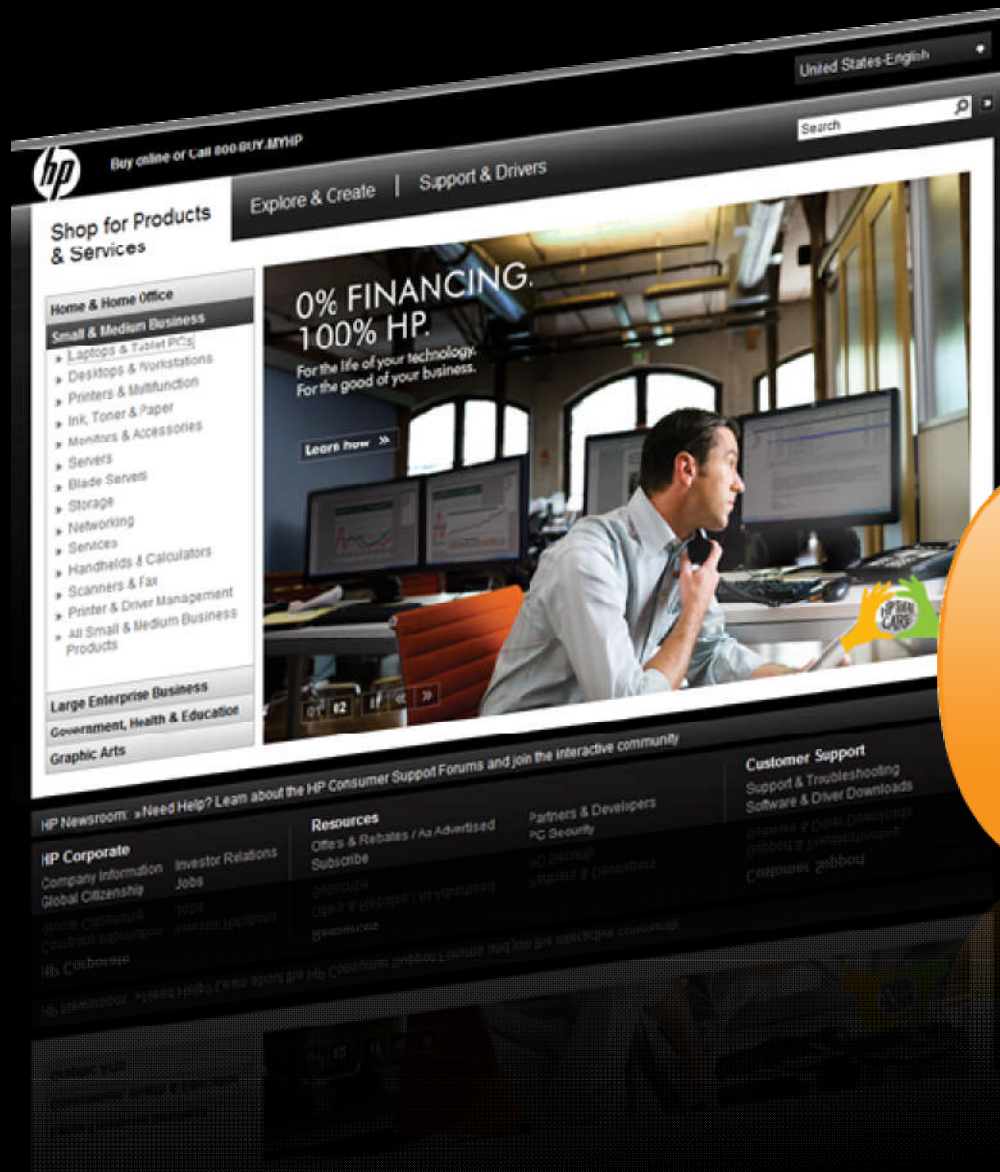 United States-English
hp
Buy online or Call 800-BUY-MYHP
Search
Shop for Products
& Services
Explore & Create | Support & Drivers
Home & Home Office
Small & Medium Business
» Laptops & Tablet PCs
» Desktops & Workstations
» Printers & Multifunction
» Ink, Toner & Paper
» Monitors & Accessories
» Servers
» Blade Servers
» Storage
» Networking
» Services
» Handhelds & Calculators
» Scanners & Fax
» Printer & Driver Management
» All Small & Medium Business
Products
Large Enterprise Business
Government, Health & Education
Graphic Arts
0% FINANCING.
100% HP.
For the life of your technology.
For the good of your business.
Learn how »
HP TOTAL
CARE
01 02 « »
HP Newsroom: » Need Help? Learn about the HP Consumer Support Forums and join the interactive community
HP Corporate
Company Information
Global Citizenship
Investor Relations
Jobs
Resources
Offers & Rebates / As Advertised
Subscribe
Partners & Developers
PC Security
Customer Support
Support & Troubleshooting
Software & Driver Downloads